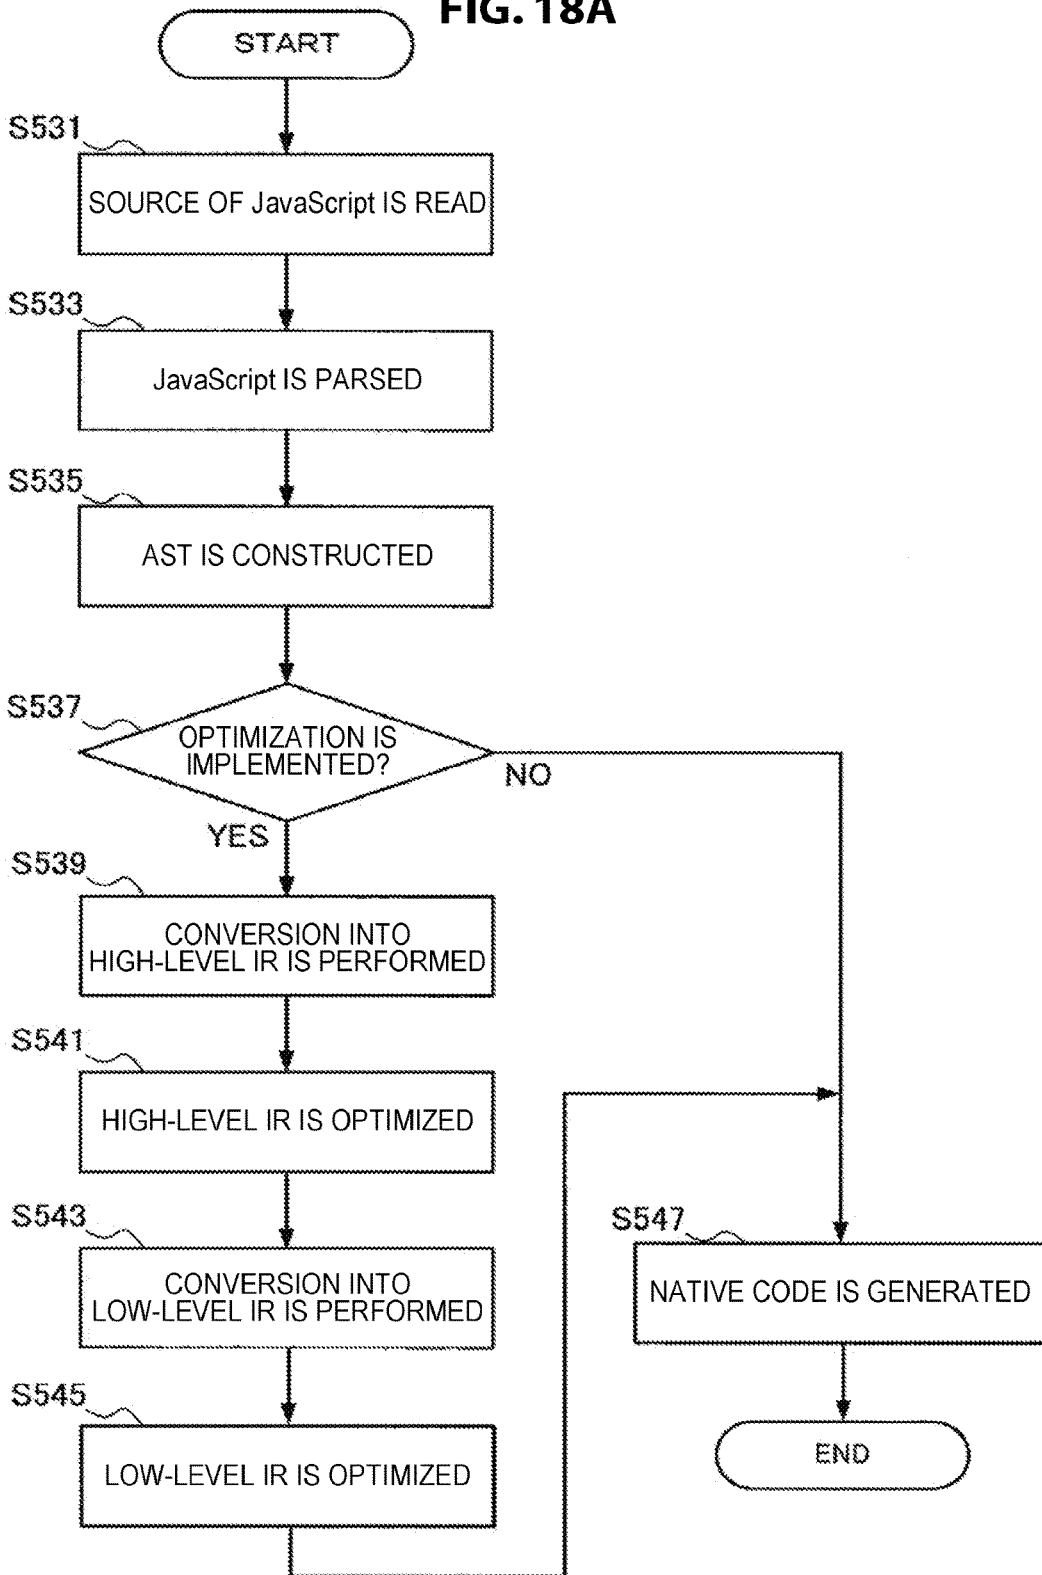 FIG. 18A
START
S531
SOURCE OF JavaScript IS READ
S533
JavaScript IS PARSED
S535
AST IS CONSTRUCTED
S537
OPTIMIZATION IS
IMPLEMENTED?
NO
YES
S539
CONVERSION INTO
HIGH-LEVEL IR IS PERFORMED
S541
HIGH-LEVEL IR IS OPTIMIZED
S543
CONVERSION INTO
LOW-LEVEL IR IS PERFORMED
S545
LOW-LEVEL IR IS OPTIMIZED
S547
NATIVE CODE IS GENERATED
END